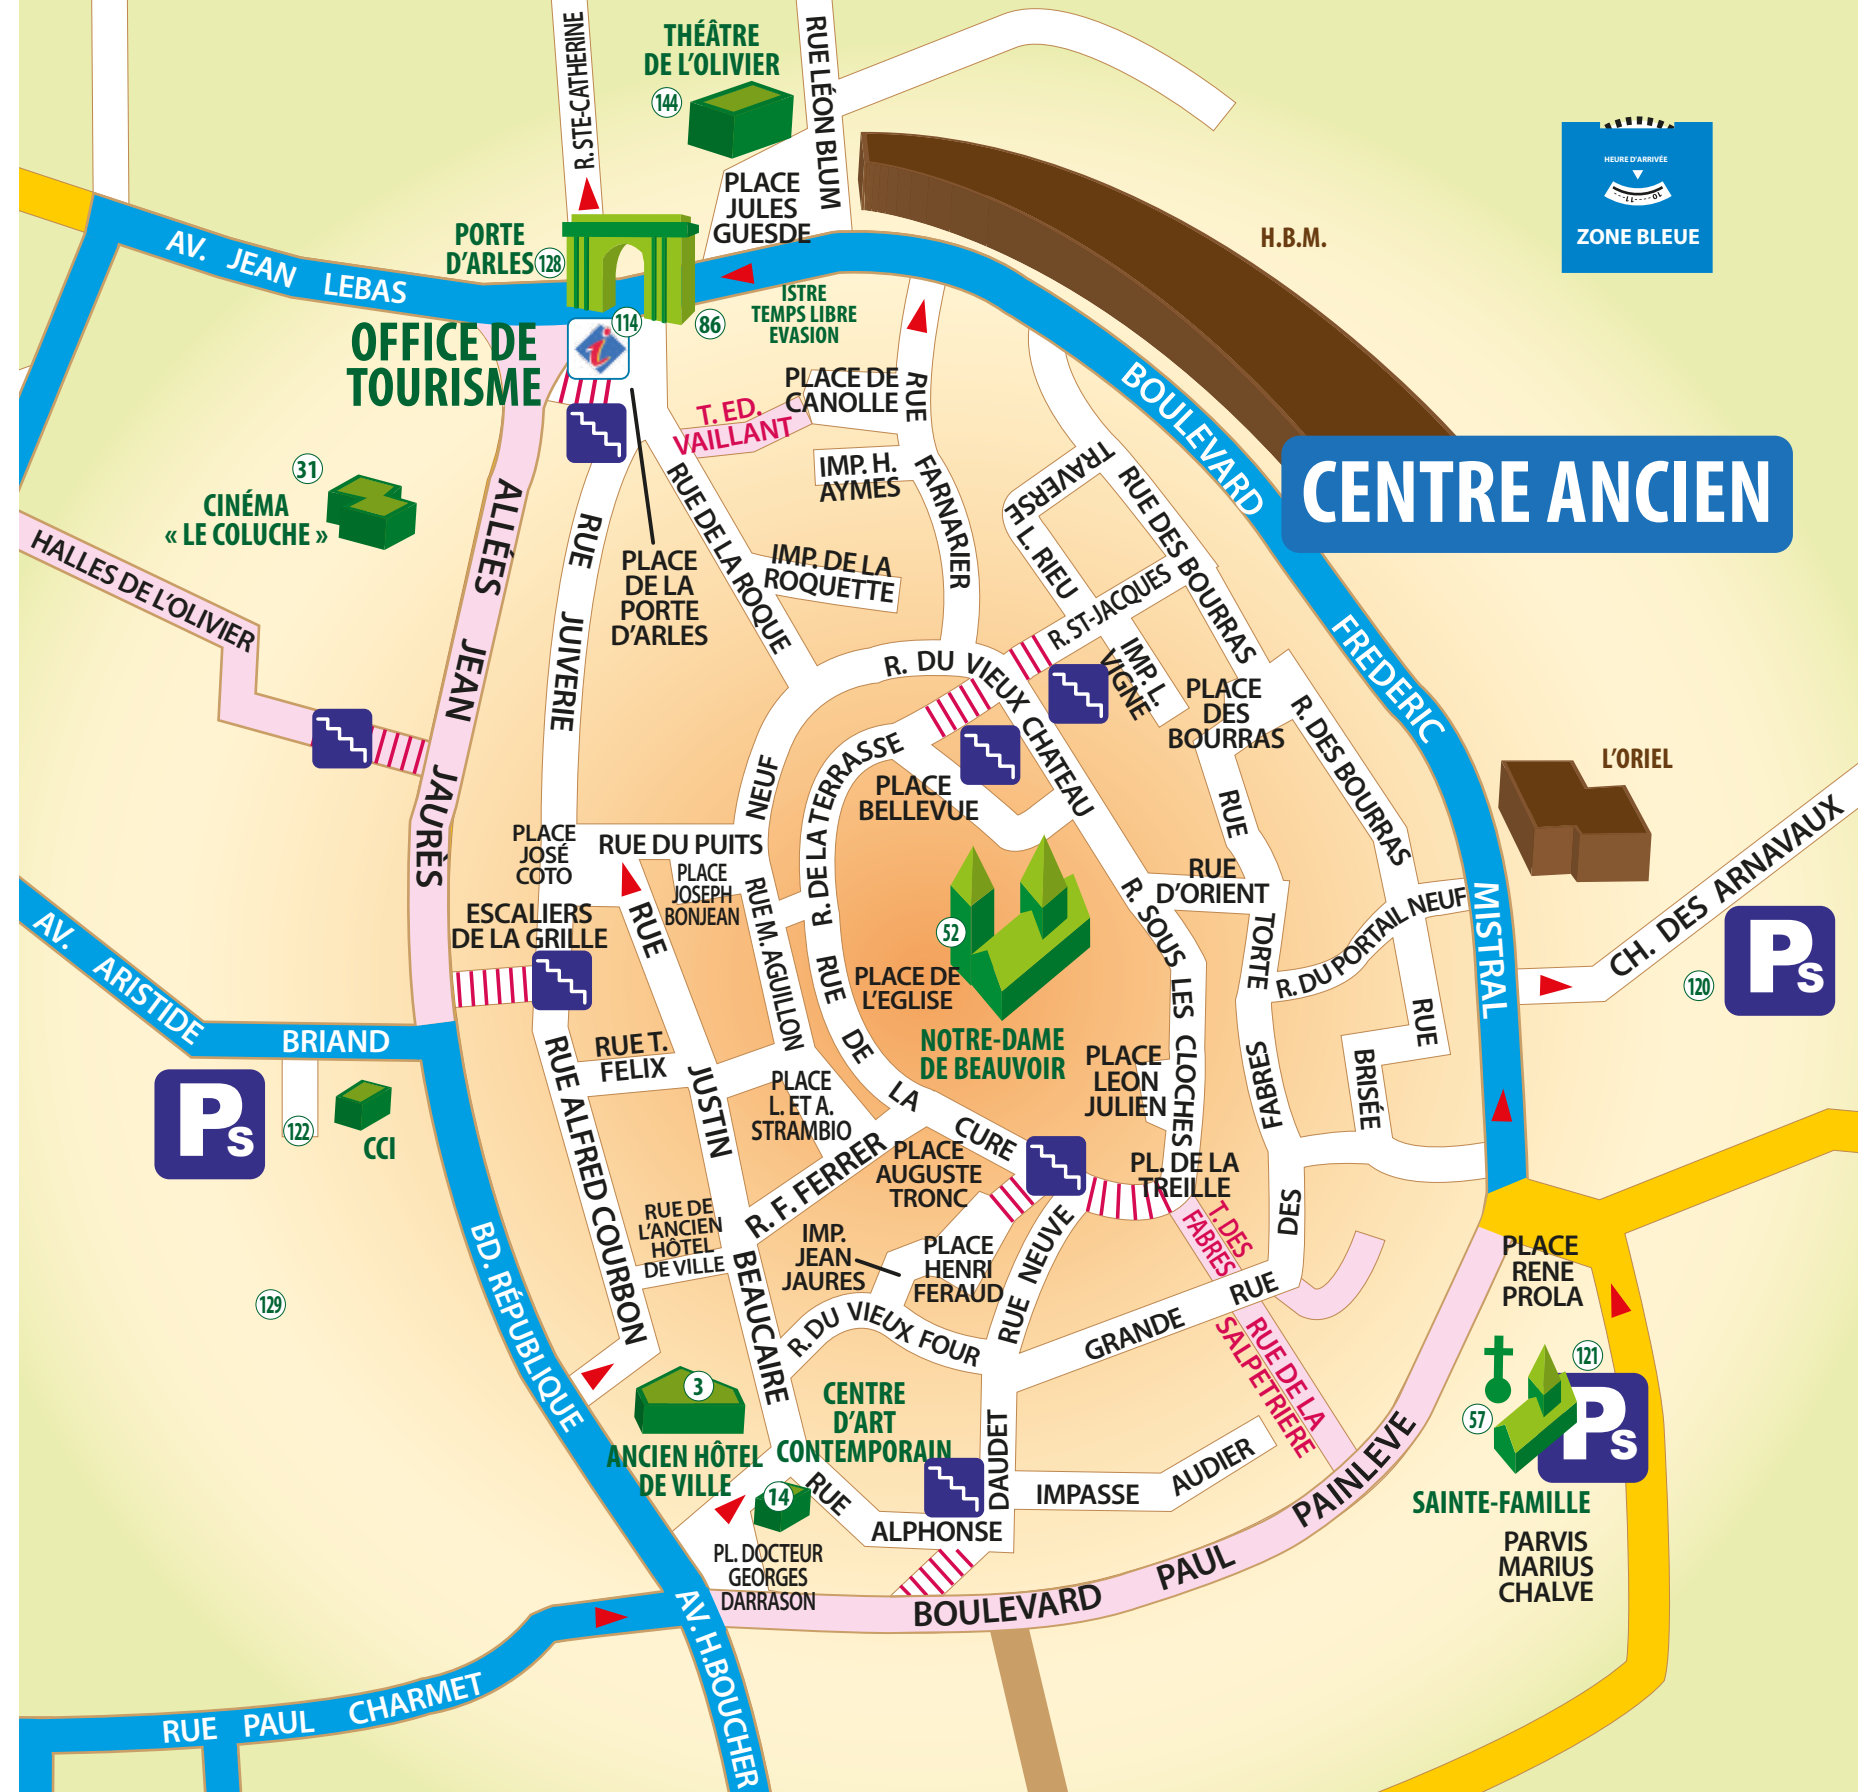 R. STE-CATHERINE
THÉÂTRE
DE L'OLIVIER
144
RUE LÉON BLUM
PLACE
JULES
GUESDE
HEURE D'ARRIVÉE
10----11---
ZONE BLEUE
H.B.M.
PORTE
D'ARLES
128
AV. JEAN LEBAS
114
86
ISTRE
TEMPS LIBRE
EVASION
OFFICE DE
TOURISME
i
CENTRE ANCIEN
BOULEVARD FREDERIC MISTRAL
PLACE DE
CANOLLE
T. ED.
VAILLANT
IMP. H.
AYMES
RUE FARNARIER
TRAVERSE
H L. RIEU
RUE DES BOURRAS
31
CINÉMA
« LE COLUCHE »
HALLES DE L'OLIVIER
ALLÉES JEAN JAURÈS
RUE JUIVERIE
RUE DE LA ROQUE
PLACE
DE LA
PORTE
D'ARLES
IMP. DE LA
ROQUETTE
R. ST-JACQUES
IMP. L.
VIGNE
PLACE
DES
BOURRAS
R. DES BOURRAS
R. DU VIEUX CHATEAU
R. DE LA TERRASSE
PLACE
BELLEVUE
NEUF
RUE DU PUITS
PLACE
JOSÉ
COTO
PLACE
JOSEPH
BONJEAN
RUE M. AGUILLON
ESCALIERS
DE LA GRILLE
L'ORIEL
CH. DES ARNAVAUX
120
Ps
RUE
D'ORIENT
RUE TORTE
R. DU PORTAIL NEUF
R. SOUS LES CLOCHES
52
PLACE DE
L'EGLISE
NOTRE-DAME
DE BEAUVOIR
RUE DE LA CURE
PLACE
LEON
JULIEN
RUE BRISÉE
AV. ARISTIDE BRIAND
Ps
122
CCI
129
BD. RÉPUBLIQUE
RUE ALFRED COURBON
RUE T.
FELIX
RUE JUSTIN BEAUCAIRE
PLACE
L. ET A.
STRAMBIO
R. F. FERRER
RUE DE
L'ANCIEN
HÔTEL
DE VILLE
PLACE
AUGUSTE
TRONC
IMP.
JEAN
JAURES
PLACE
HENRI
FERAUD
RUE NEUVE
PL. DE LA
TREILLE
T. DES
FABRES
GRANDE RUE DES FABRES
R. DU VIEUX FOUR
RUE DE LA
SALPETRIERE
PLACE
RENE
PROLA
121
57
Ps
SAINTE-FAMILLE
PARVIS
MARIUS
CHALVE
3
ANCIEN HÔTEL
DE VILLE
CENTRE
D'ART
CONTEMPORAIN
14
RUE ALPHONSE DAUDET
IMPASSE AUDIER
PL. DOCTEUR
GEORGES
DARRASON
BOULEVARD PAUL PAINLEVE
AV. H.BOUCHER
RUE PAUL CHARMET